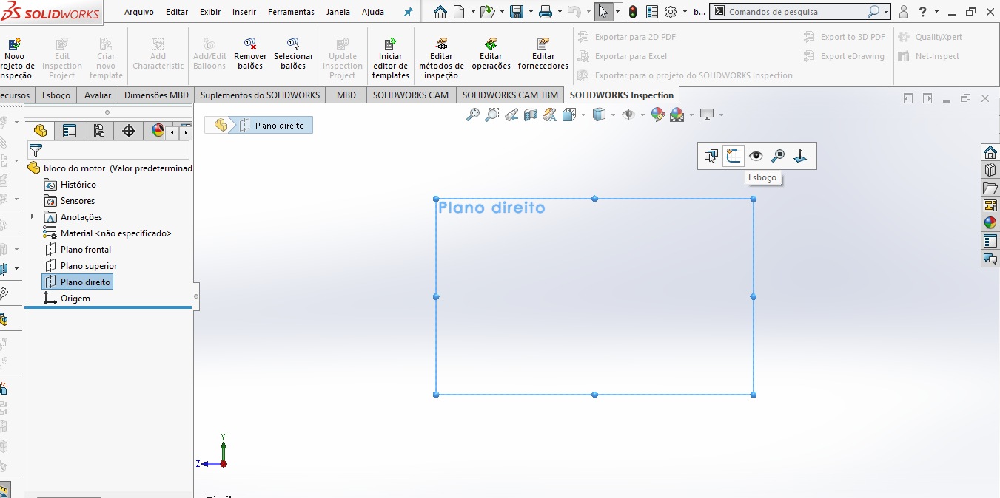 SOLIDWORKS
Arquivo Editar Exibir Inserir Ferramentas Janela Ajuda
b...
Comandos de pesquisa
?
Novo
rojeto de
nspeção
Edit
Inspection
Project
Criar
novo
template
Add
Characteristic
Add/Edit
Balloons
Remover
balões
Selecionar
balões
Update
Inspection
Project
Iniciar
editor de
templates
Editar
métodos de
inspeção
Editar
operações
Editar
fornecedores
Exportar para 2D PDF
Exportar para Excel
Exportar para o projeto do SOLIDWORKS Inspection
Export to 3D PDF
Export eDrawing
QualityXpert
Net-Inspect
ecursos Esboço Avaliar Dimensões MBD Suplementos do SOLIDWORKS MBD SOLIDWORKS CAM SOLIDWORKS CAM TBM SOLIDWORKS Inspection
Plano direito
bloco do motor (Valor predeterminad
Histórico
Sensores
Anotações
Material <não especificado>
Plano frontal
Plano superior
Plano direito
Origem
Esboço
Plano direito
Y
Z